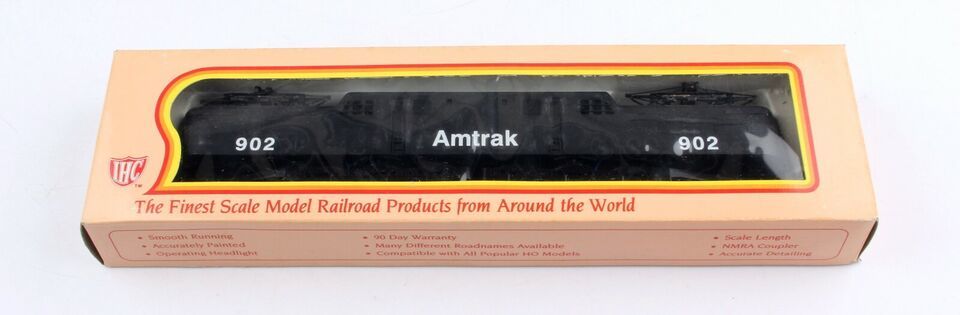 902 Amtrak 902
IHC ™
The Finest Scale Model Railroad Products from Around the World
• Smooth Running • 90 Day Warranty • Scale Length
• Accurately Painted • Many Different Roadnames Available • NMRA Coupler
• Operating Headlight • Compatible with All Popular HO Models • Accurate Detailing